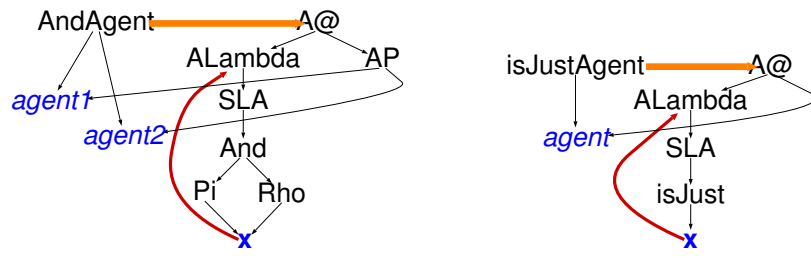 AndAgent A@
ALambda AP
agent1 SLA
agent2
And
Pi Rho
x
isJustAgent A@
ALambda
agent SLA
isJust
x